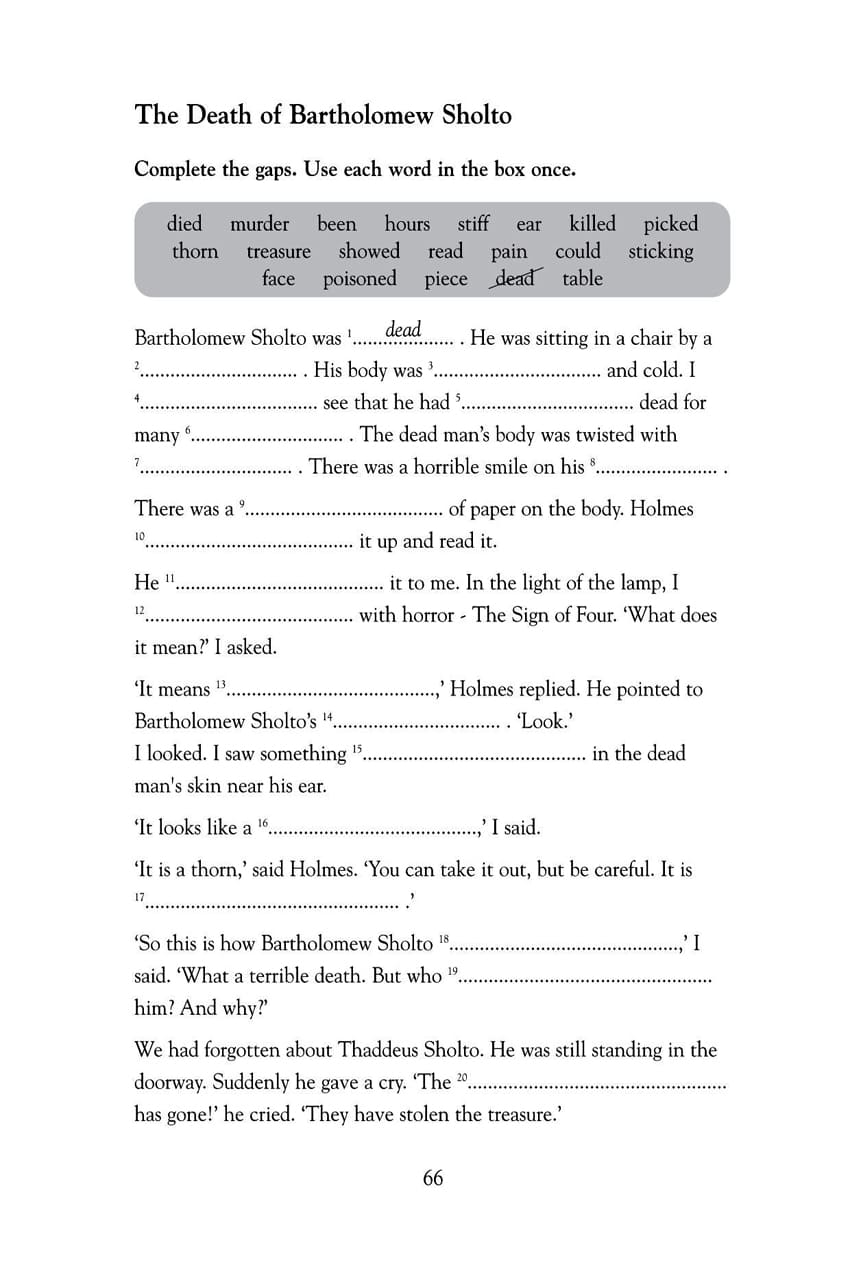 The Death of Bartholomew Sholto
Complete the gaps. Use each word in the box once.
died murder been hours stiff ear killed picked
thorn treasure showed read pain could sticking
face poisoned piece dead table
Bartholomew Sholto was 1......dead...... . He was sitting in a chair by a
2............................... . His body was 3................................. and cold. I
4................................... see that he had 5.................................. dead for
many 6.............................. . The dead man’s body was twisted with
7.............................. . There was a horrible smile on his 8........................ .
There was a 9....................................... of paper on the body. Holmes
10......................................... it up and read it.
He 11......................................... it to me. In the light of the lamp, I
12......................................... with horror - The Sign of Four. ‘What does
it mean?’ I asked.
‘It means 13.........................................,’ Holmes replied. He pointed to
Bartholomew Sholto’s 14................................. . ‘Look.’
I looked. I saw something 15............................................ in the dead
man's skin near his ear.
‘It looks like a 16.........................................,’ I said.
‘It is a thorn,’ said Holmes. ‘You can take it out, but be careful. It is
17.................................................. .’
‘So this is how Bartholomew Sholto 18.............................................,’ I
said. ‘What a terrible death. But who 19..................................................
him? And why?’
We had forgotten about Thaddeus Sholto. He was still standing in the
doorway. Suddenly he gave a cry. ‘The 20...................................................
has gone!’ he cried. ‘They have stolen the treasure.’
66